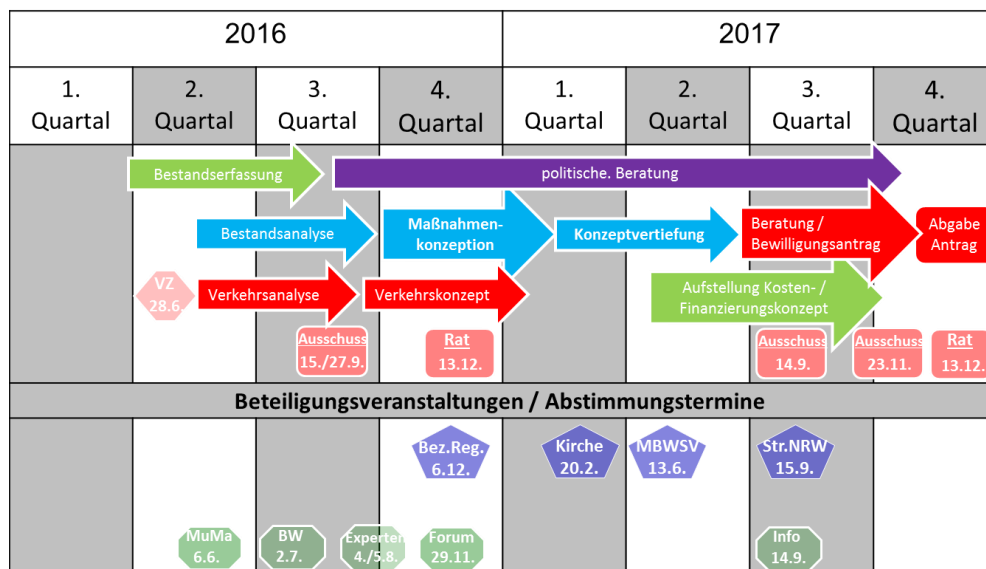 2016
2017
1.
Quartal
2.
Quartal
3.
Quartal
4.
Quartal
1.
Quartal
2.
Quartal
3.
Quartal
4.
Quartal
Bestandserfassung
politische. Beratung
Bestandsanalyse
Maßnahmen-
konzeption
Konzeptvertiefung
Beratung /
Bewilligungsantrag
Abgabe
Antrag
VZ
28.6.
Verkehrsanalyse
Verkehrskonzept
Aufstellung Kosten- /
Finanzierungskonzept
Ausschuss
15./27.9.
Rat
13.12.
Ausschuss
14.9.
Ausschuss
23.11.
Rat
13.12.
Beteiligungsveranstaltungen / Abstimmungstermine
Bez.Reg.
6.12.
Kirche
20.2.
MBWSV
13.6.
Str.NRW
15.9.
MuMa
6.6.
BW
2.7.
Experten
4./5.8.
Forum
29.11.
Info
14.9.